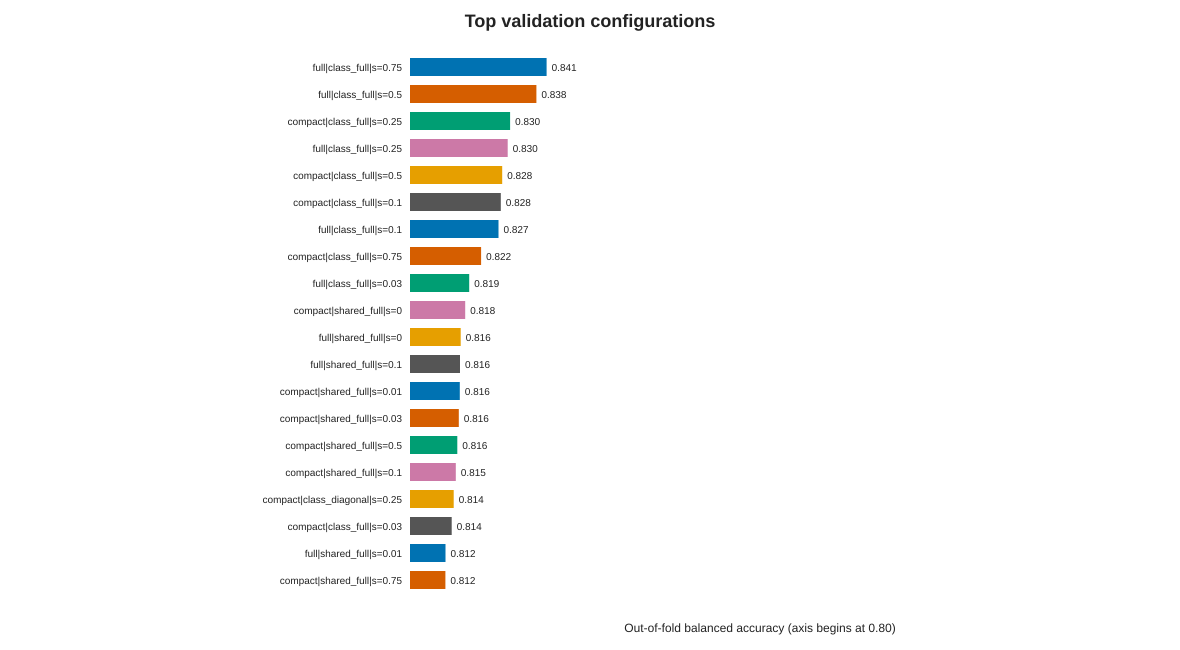 Top validation configurations
full|class_full|s=0.75 0.841
full|class_full|s=0.5 0.838
compact|class_full|s=0.25 0.830
full|class_full|s=0.25 0.830
compact|class_full|s=0.5 0.828
compact|class_full|s=0.1 0.828
full|class_full|s=0.1 0.827
compact|class_full|s=0.75 0.822
full|class_full|s=0.03 0.819
compact|shared_full|s=0 0.818
full|shared_full|s=0 0.816
full|shared_full|s=0.1 0.816
compact|shared_full|s=0.01 0.816
compact|shared_full|s=0.03 0.816
compact|shared_full|s=0.5 0.816
compact|shared_full|s=0.1 0.815
compact|class_diagonal|s=0.25 0.814
compact|class_full|s=0.03 0.814
full|shared_full|s=0.01 0.812
compact|shared_full|s=0.75 0.812
Out-of-fold balanced accuracy (axis begins at 0.80)